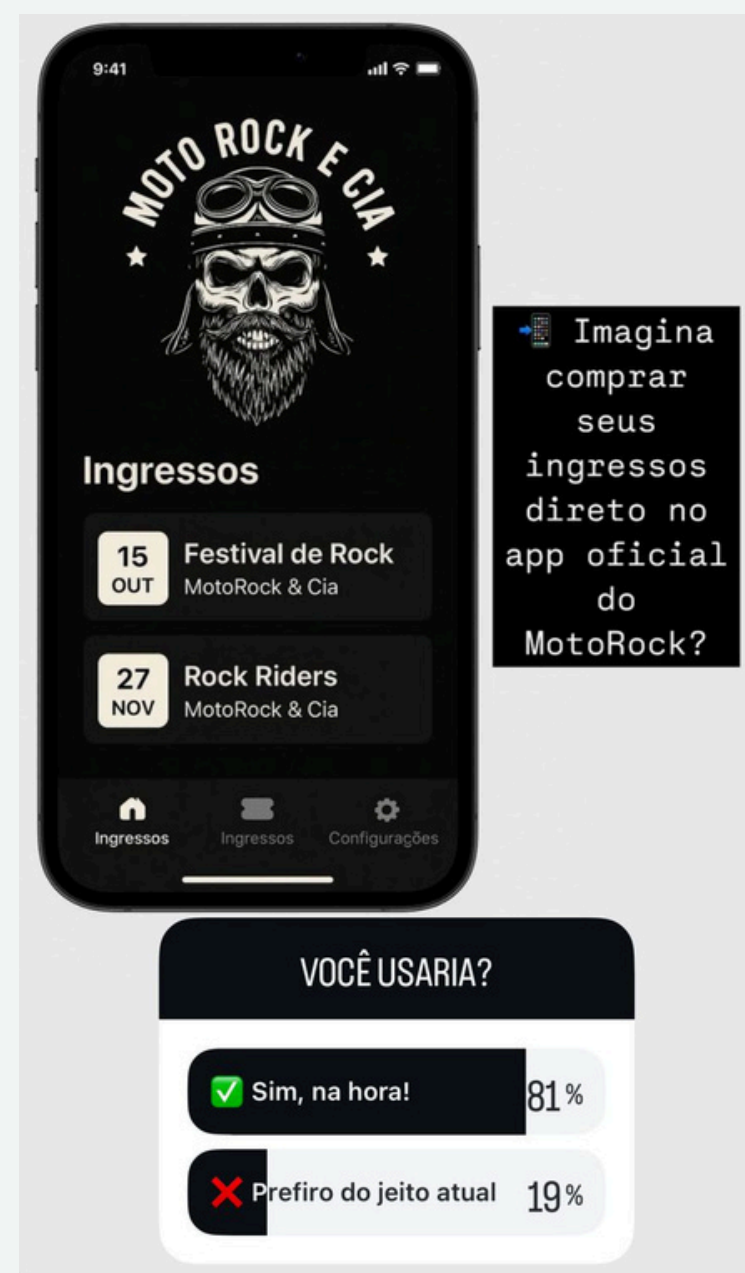 9:41
MOTO ROCK E CIA
Ingressos
15
OUT
Festival de Rock
MotoRock & Cia
27
NOV
Rock Riders
MotoRock & Cia
Ingressos
Ingressos
Configurações
📲 Imagina
comprar
seus
ingressos
direto no
app oficial
do
MotoRock?
VOCÊ USARIA?
✅ Sim, na hora!
81%
❌ Prefiro do jeito atual
19%